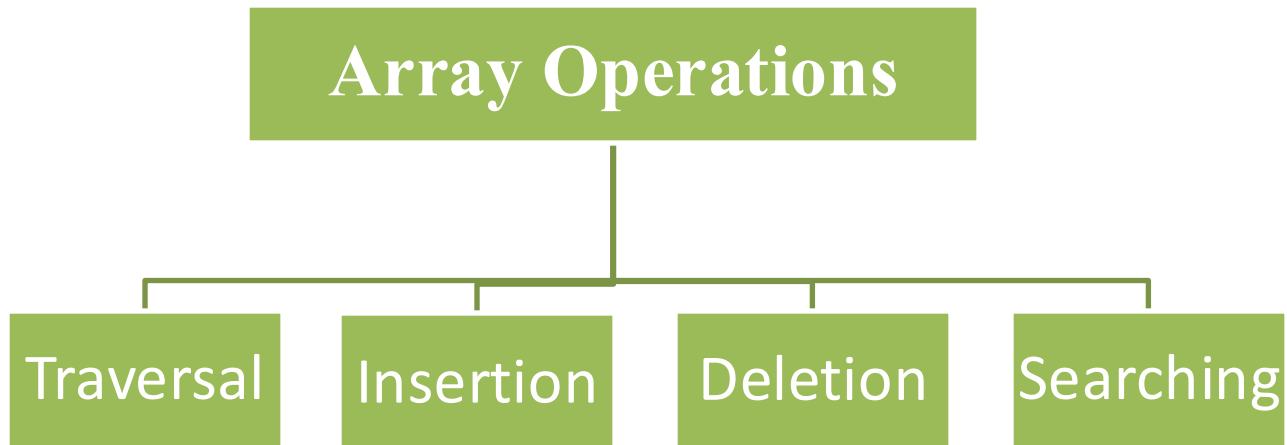 Array Operations
Traversal
Insertion
Deletion
Searching